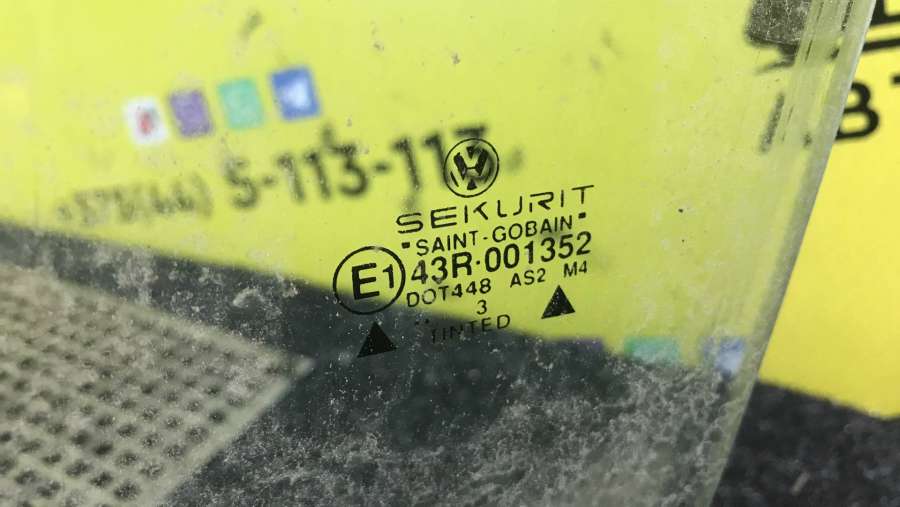 5-113-117
SEKURIT
"SAINT-GOBAIN"
E1
43R-001352
DOT448 AS2 M4
3
TINTED
B